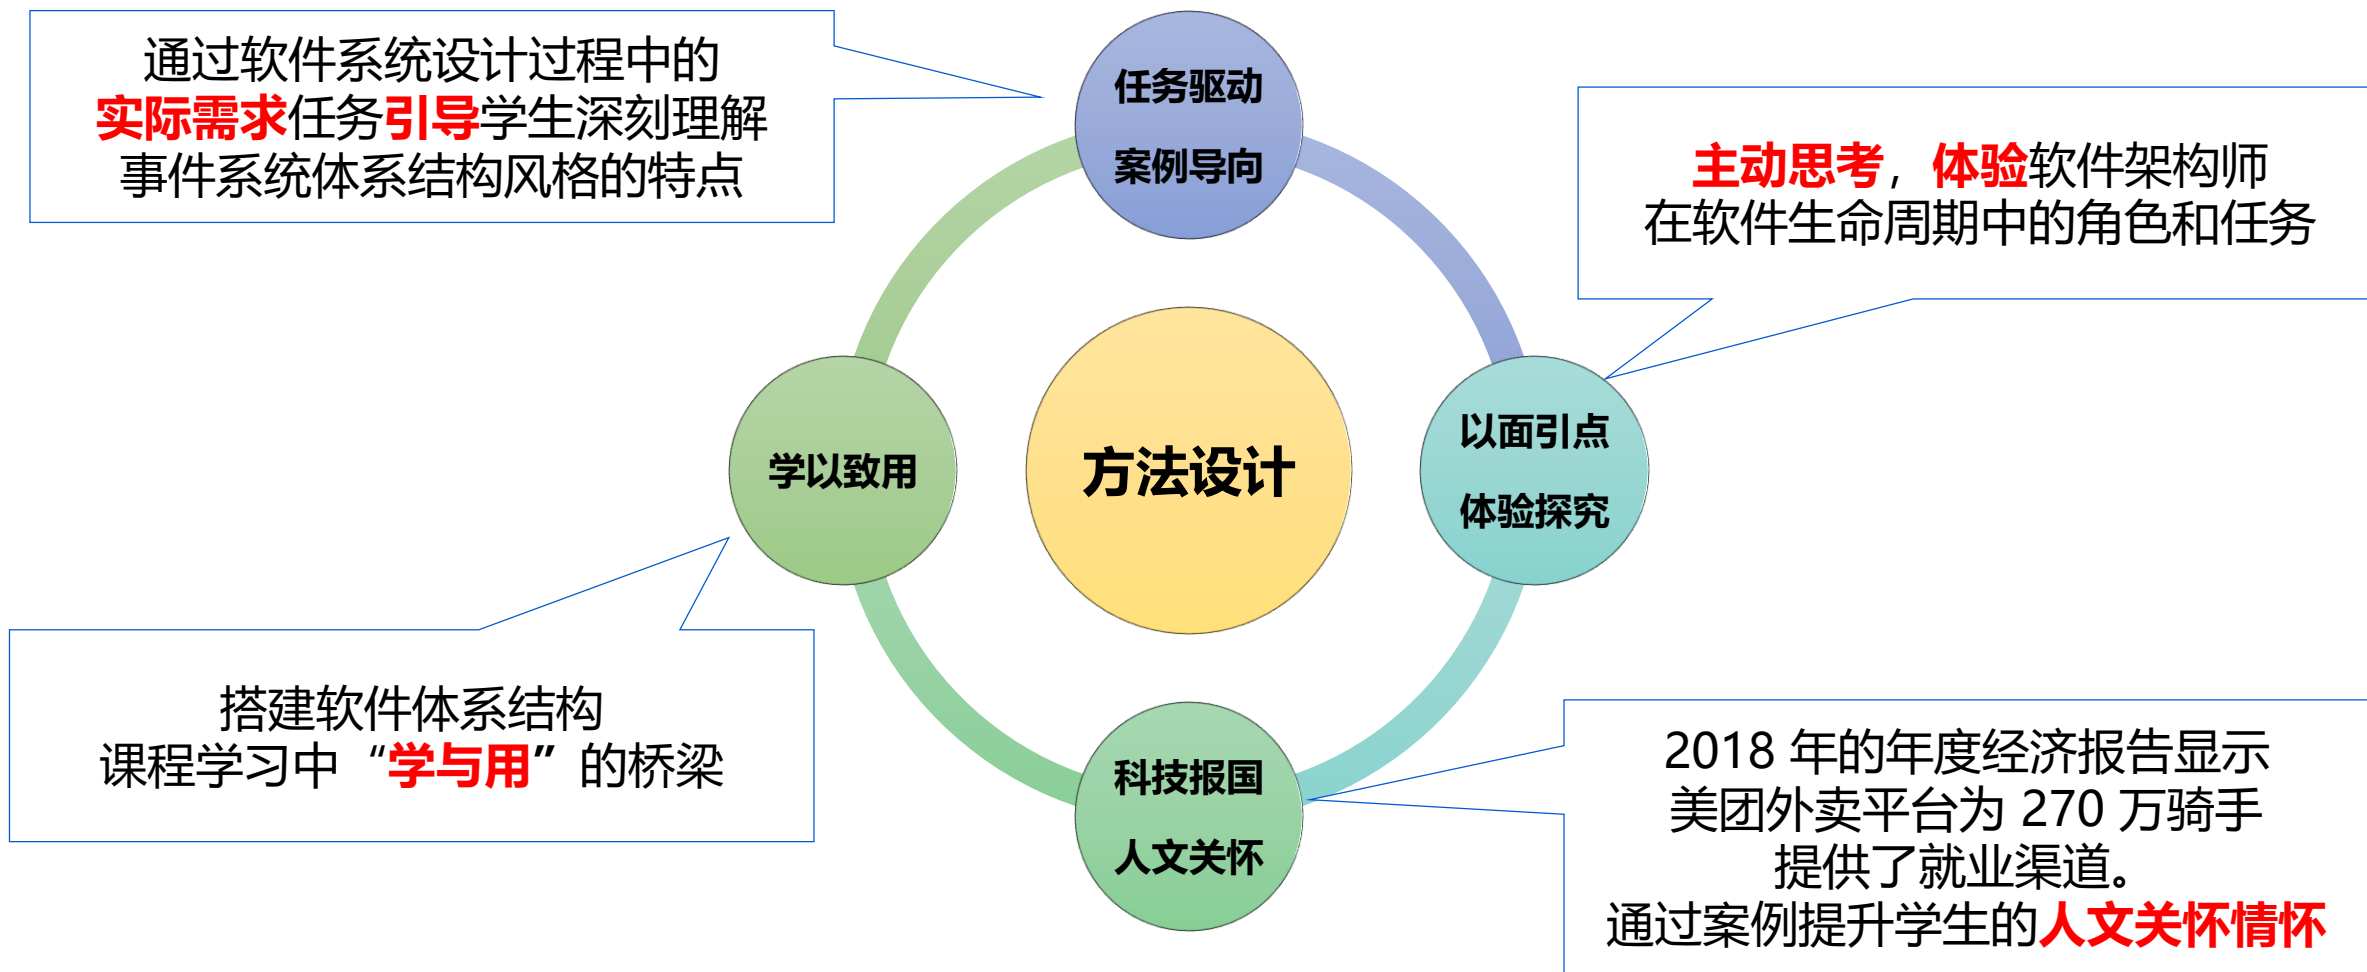 通过软件系统设计过程中的
实际需求任务引导学生深刻理解
事件系统体系结构风格的特点
任务驱动
案例导向
主动思考，体验软件架构师
在软件生命周期中的角色和任务
以面引点
体验探究
方法设计
学以致用
搭建软件体系结构
课程学习中“学与用”的桥梁
科技报国
人文关怀
2018 年的年度经济报告显示
美团外卖平台为 270 万骑手
提供了就业渠道。
通过案例提升学生的人文关怀情怀